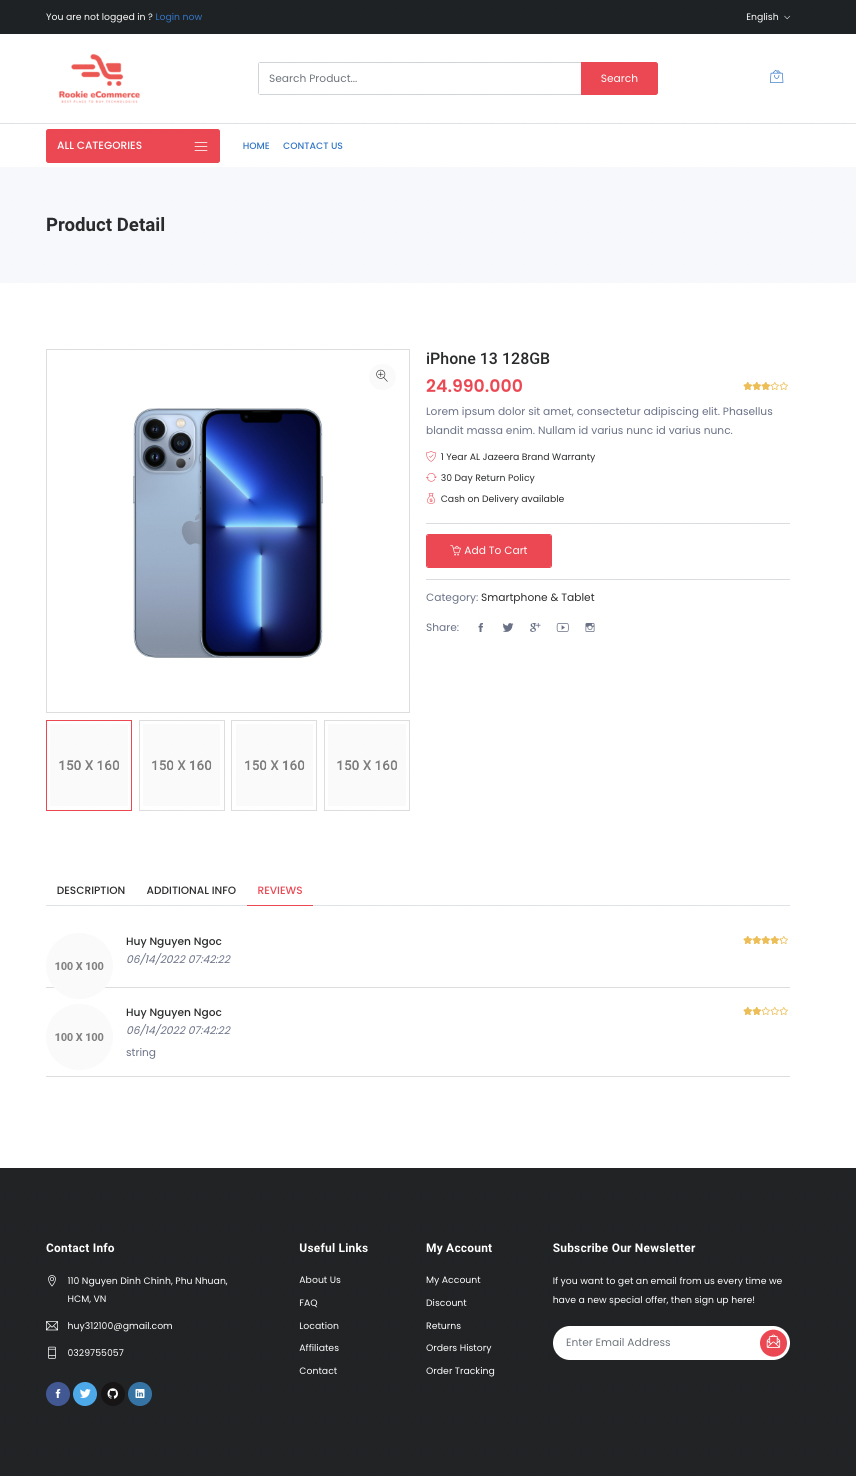 You are not logged in ? Login now
English
Rookie eCommerce
BEST PLACE TO BUY TECHNOLOGIES
Search Product...
Search
ALL CATEGORIES
HOME
CONTACT US
Product Detail
iPhone 13 128GB
24.990.000
Lorem ipsum dolor sit amet, consectetur adipiscing elit. Phasellus
blandit massa enim. Nullam id varius nunc id varius nunc.
1 Year AL Jazeera Brand Warranty
30 Day Return Policy
Cash on Delivery available
Add To Cart
Category: Smartphone & Tablet
Share:
150 X 160
150 X 160
150 X 160
150 X 160
DESCRIPTION
ADDITIONAL INFO
REVIEWS
100 X 100
Huy Nguyen Ngoc
06/14/2022 07:42:22
100 X 100
Huy Nguyen Ngoc
06/14/2022 07:42:22
string
Contact Info
110 Nguyen Dinh Chinh, Phu Nhuan,
HCM, VN
huy312100@gmail.com
0329755057
Useful Links
About Us
FAQ
Location
Affiliates
Contact
My Account
My Account
Discount
Returns
Orders History
Order Tracking
Subscribe Our Newsletter
If you want to get an email from us every time we
have a new special offer, then sign up here!
Enter Email Address